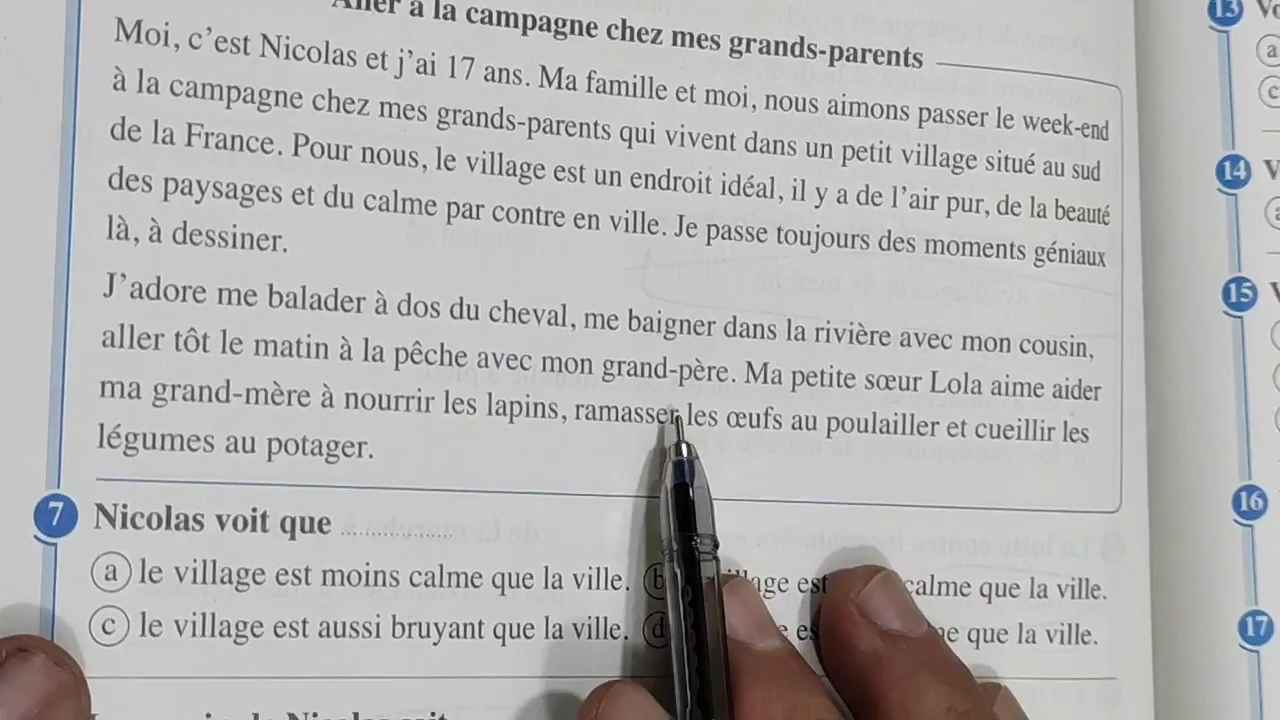 à la campagne chez mes grands-parents
Moi, c’est Nicolas et j’ai 17 ans. Ma famille et moi, nous aimons passer le week-end
à la campagne chez mes grands-parents qui vivent dans un petit village situé au sud
de la France. Pour nous, le village est un endroit idéal, il y a de l’air pur, de la beauté
des paysages et du calme par contre en ville. Je passe toujours des moments géniaux
là, à dessiner.
J’adore me balader à dos du cheval, me baigner dans la rivière avec mon cousin,
aller tôt le matin à la pêche avec mon grand-père. Ma petite sœur Lola aime aider
ma grand-mère à nourrir les lapins, ramasser les œufs au poulailler et cueillir les
légumes au potager.
7 Nicolas voit que
a le village est moins calme que la ville. b est calme que la ville.
c le village est aussi bruyant que la ville. d que la ville.
13
a
c
14
15
16
17